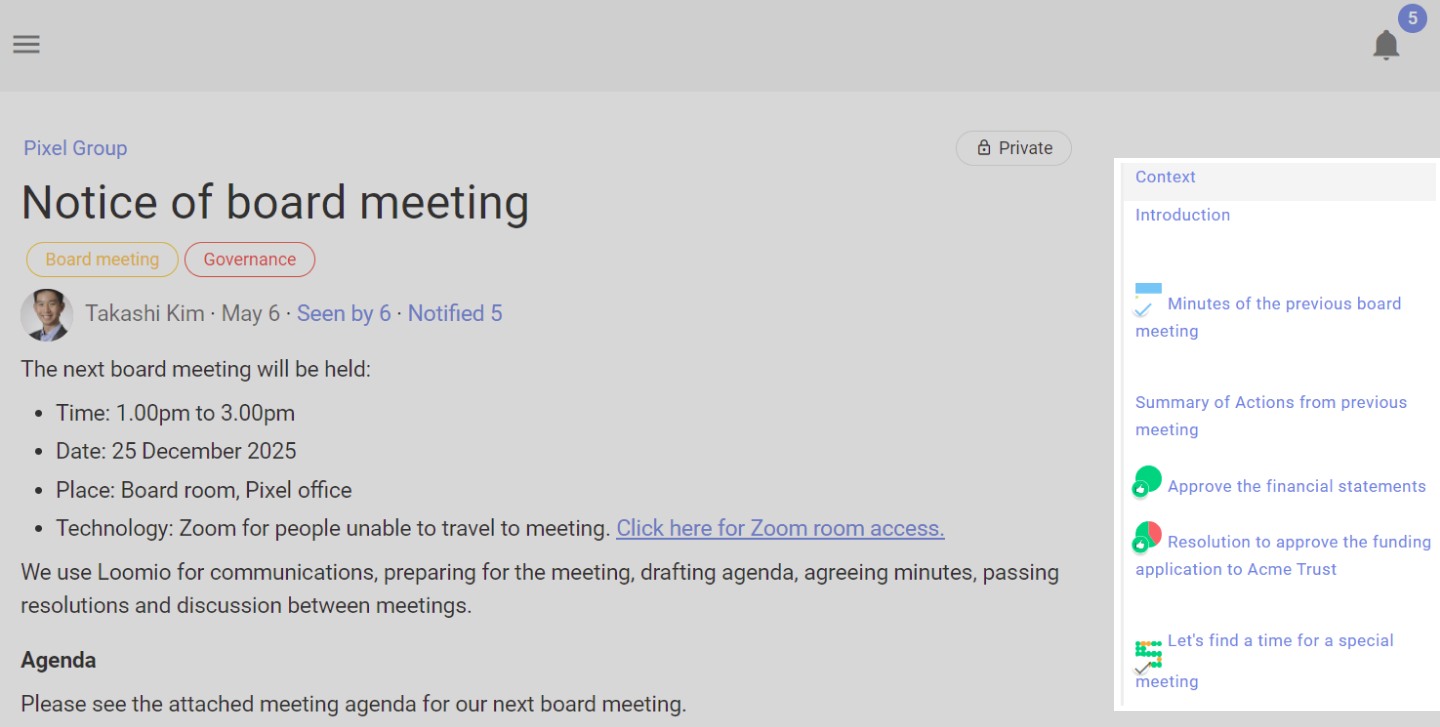 5
Pixel Group
Private
Notice of board meeting
Board meeting
Governance
Takashi Kim · May 6 · Seen by 6 · Notified 5
The next board meeting will be held:
• Time: 1.00pm to 3.00pm
• Date: 25 December 2025
• Place: Board room, Pixel office
• Technology: Zoom for people unable to travel to meeting. Click here for Zoom room access.
We use Loomio for communications, preparing for the meeting, drafting agenda, agreeing minutes, passing
resolutions and discussion between meetings.
Agenda
Please see the attached meeting agenda for our next board meeting.
Context
Introduction
Minutes of the previous board
meeting
Summary of Actions from previous
meeting
Approve the financial statements
Resolution to approve the funding
application to Acme Trust
Let's find a time for a special
meeting